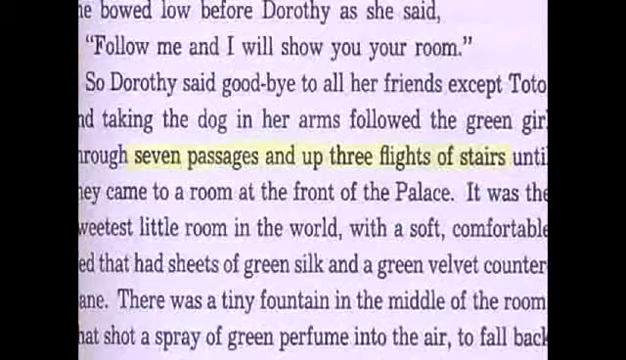 he bowed low before Dorothy as she said,
“Follow me and I will show you your room.”
So Dorothy said good-bye to all her friends except Toto
nd taking the dog in her arms followed the green gir
hrough seven passages and up three flights of stairs until
hey came to a room at the front of the Palace. It was the
weetest little room in the world, with a soft, comfortable
ed that had sheets of green silk and a green velvet counter-
ane. There was a tiny fountain in the middle of the room
hat shot a spray of green perfume into the air, to fall back